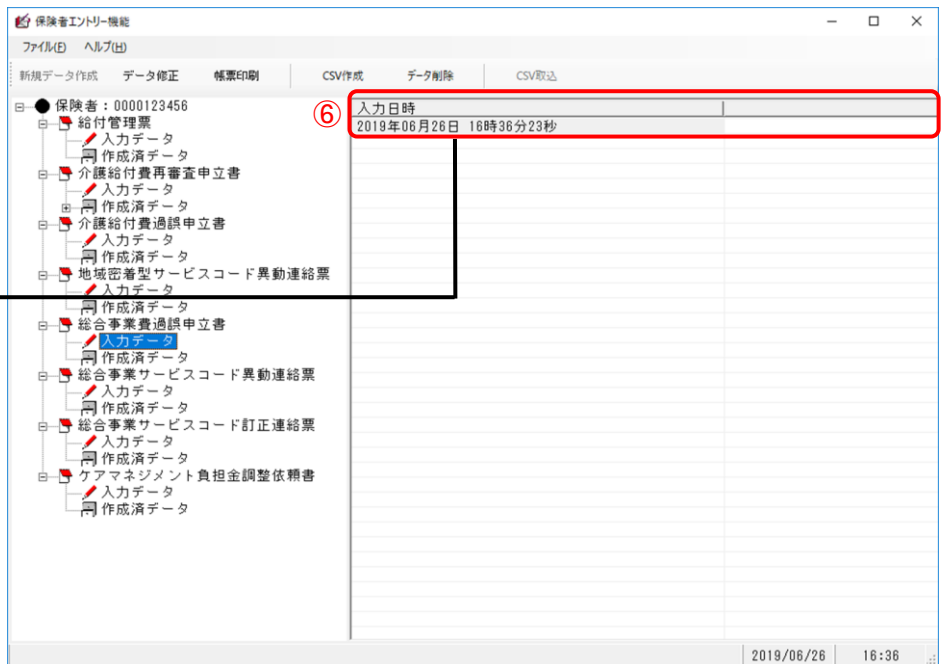 保険者エントリー機能
ファイル(F) ヘルプ(H)
新規データ作成 データ修正 帳票印刷 CSV作成 データ削除 CSV取込
保険者：0000123456
給付管理票
入力データ
作成済データ
介護給付費再審査申立書
入力データ
作成済データ
介護給付費過誤申立書
入力データ
作成済データ
地域密着型サービスコード異動連絡票
入力データ
作成済データ
総合事業費過誤申立書
入力データ
作成済データ
総合事業サービスコード異動連絡票
入力データ
作成済データ
総合事業サービスコード訂正連絡票
入力データ
作成済データ
ケアマネジメント負担金調整依頼書
入力データ
作成済データ
⑥
入力日時
2019年06月26日 16時36分23秒
2019/06/26 16:36